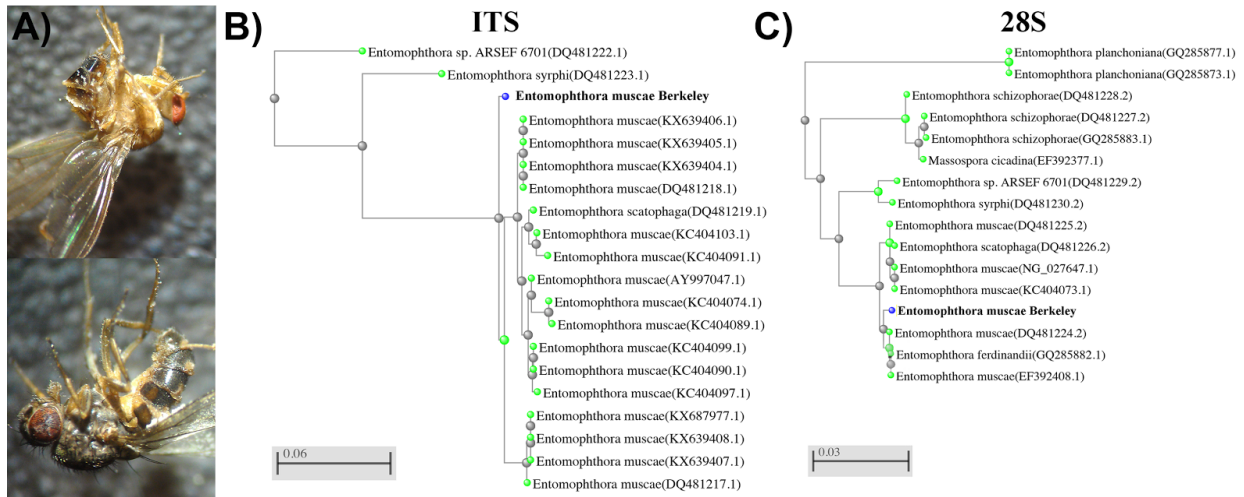 A)
B)
ITS
Entomophthora sp. ARSEF 6701(DQ481222.1)
Entomophthora syrphi(DQ481223.1)
Entomophthora muscae Berkeley
Entomophthora muscae(KX639406.1)
Entomophthora muscae(KX639405.1)
Entomophthora muscae(KX639404.1)
Entomophthora muscae(DQ481218.1)
Entomophthora scatophaga(DQ481219.1)
Entomophthora muscae(KC404103.1)
Entomophthora muscae(KC404091.1)
Entomophthora muscae(AY997047.1)
Entomophthora muscae(KC404074.1)
Entomophthora muscae(KC404089.1)
Entomophthora muscae(KC404099.1)
Entomophthora muscae(KC404090.1)
Entomophthora muscae(KC404097.1)
Entomophthora muscae(KX687977.1)
Entomophthora muscae(KX639408.1)
Entomophthora muscae(KX639407.1)
Entomophthora muscae(DQ481217.1)
0.06
C)
28S
Entomophthora planchoniana(GQ285877.1)
Entomophthora planchoniana(GQ285873.1)
Entomophthora schizophorae(DQ481228.2)
Entomophthora schizophorae(DQ481227.2)
Entomophthora schizophorae(GQ285883.1)
Massospora cicadina(EF392377.1)
Entomophthora sp. ARSEF 6701(DQ481229.2)
Entomophthora syrphi(DQ481230.2)
Entomophthora muscae(DQ481225.2)
Entomophthora scatophaga(DQ481226.2)
Entomophthora muscae(NG_027647.1)
Entomophthora muscae(KC404073.1)
Entomophthora muscae Berkeley
Entomophthora muscae(DQ481224.2)
Entomophthora ferdinandii(GQ285882.1)
Entomophthora muscae(EF392408.1)
0.03